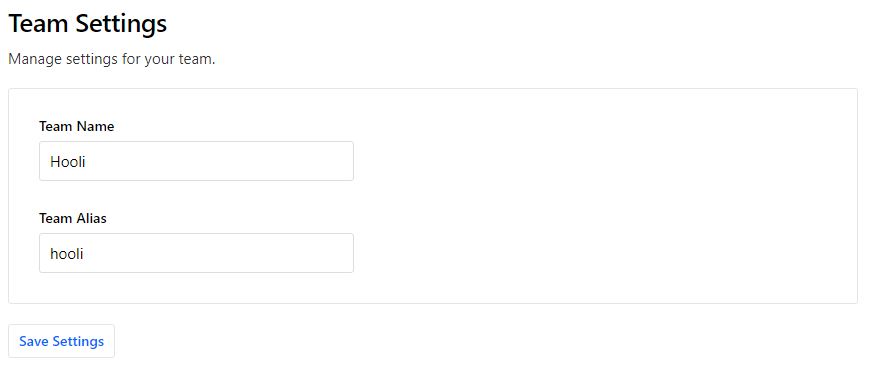 Team Settings
Manage settings for your team.
Team Name
Hooli
Team Alias
hooli
Save Settings